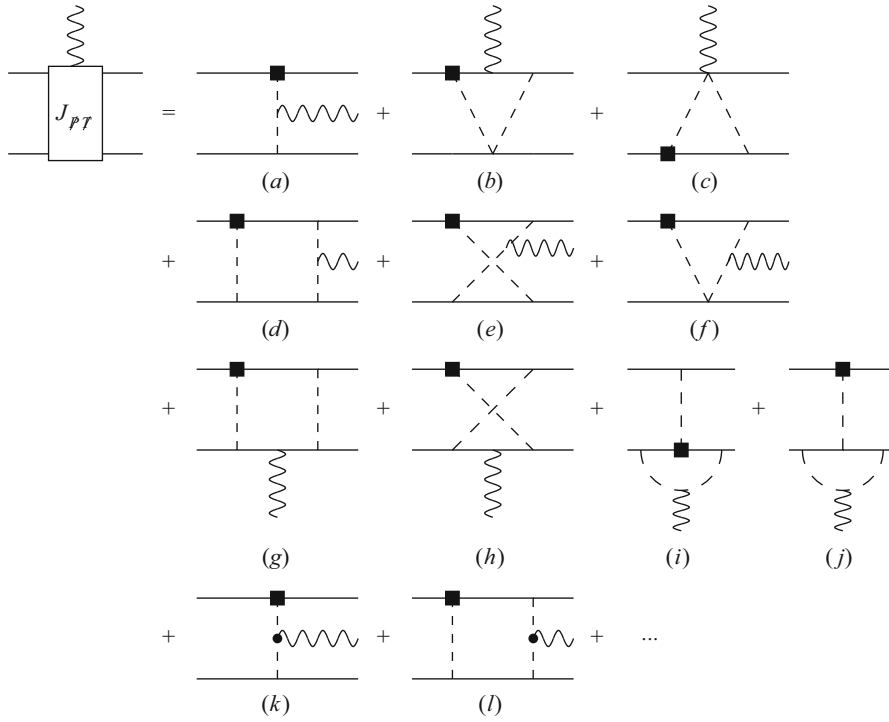 J_{P̸T̸} = + +
(a) (b) (c)
+ + +
(d) (e) (f)
+ + + +
(g) (h) (i) (j)
+ + + ...
(k) (l)